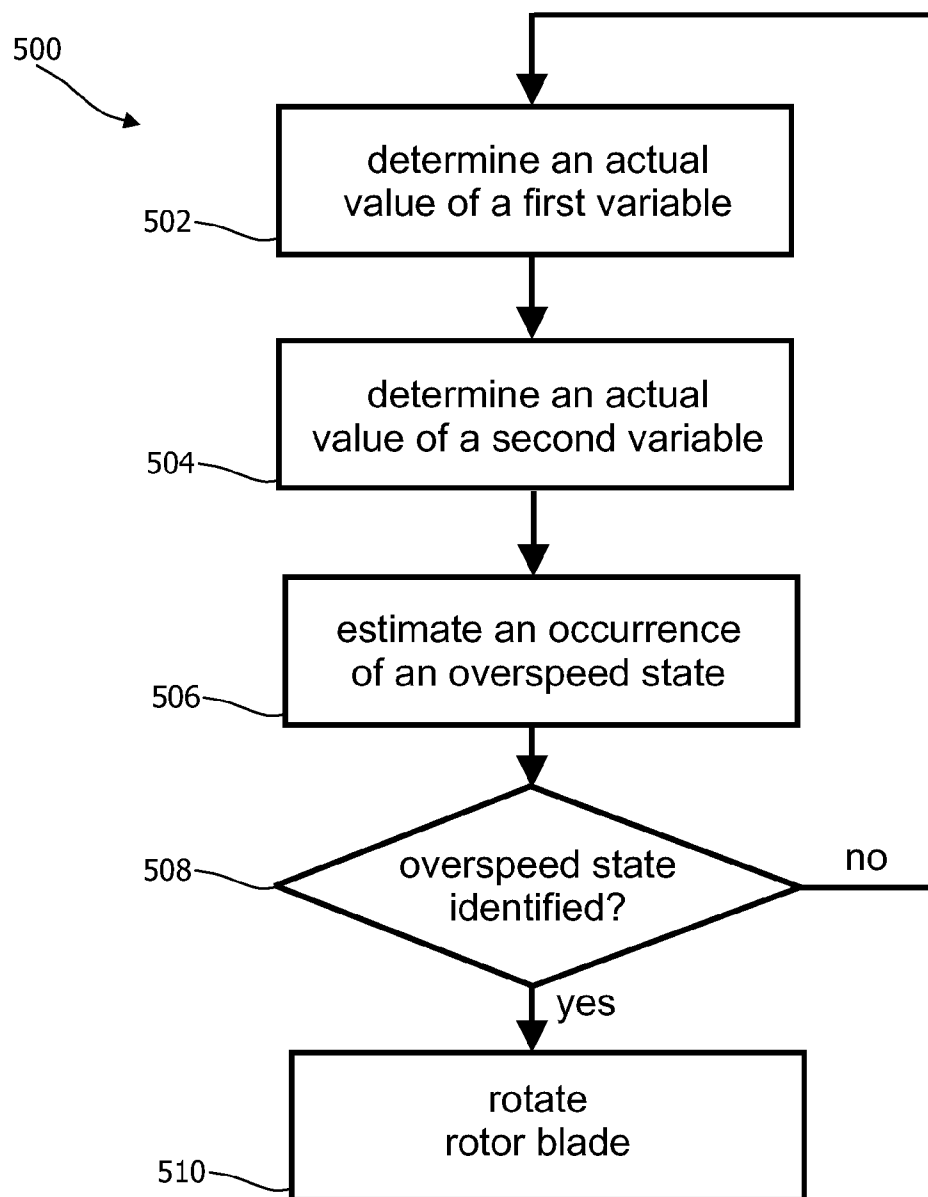 500
determine an actual
value of a first variable
502
determine an actual
value of a second variable
504
estimate an occurrence
of an overspeed state
506
overspeed state
identified?
508
no
yes
rotate
rotor blade
510